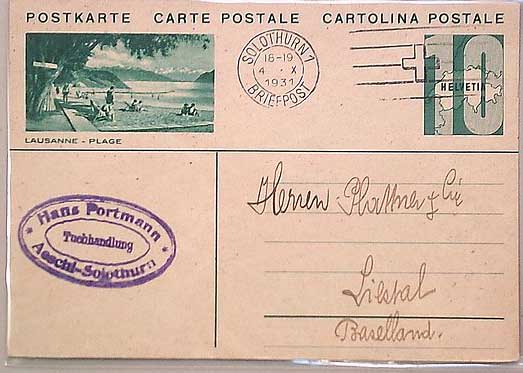 POSTKARTE CARTE POSTALE CARTOLINA POSTALE
SOLOTHURN 1
18-19
4. X
1931
BRIEFPOST
10
HELVETIA
LAUSANNE - PLAGE
Hans Portmann
Tuchhandlung
Aeschi-Solothurn
Herren Plattner & Cie
Liestal
Baselland.